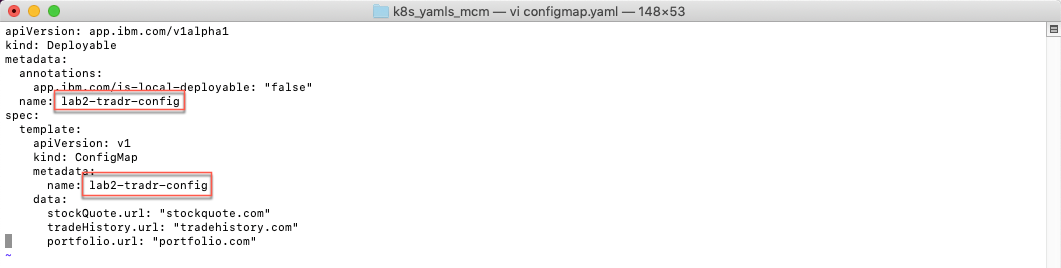 k8s_yamls_mcm — vi configmap.yaml — 148×53
apiVersion: app.ibm.com/v1alpha1
kind: Deployable
metadata:
  annotations:
    app.ibm.com/is-local-deployable: "false"
  name: lab2-tradr-config
spec:
  template:
    apiVersion: v1
    kind: ConfigMap
    metadata:
      name: lab2-tradr-config
    data:
      stockQuote.url: "stockquote.com"
      tradeHistory.url: "tradehistory.com"
      portfolio.url: "portfolio.com"
~